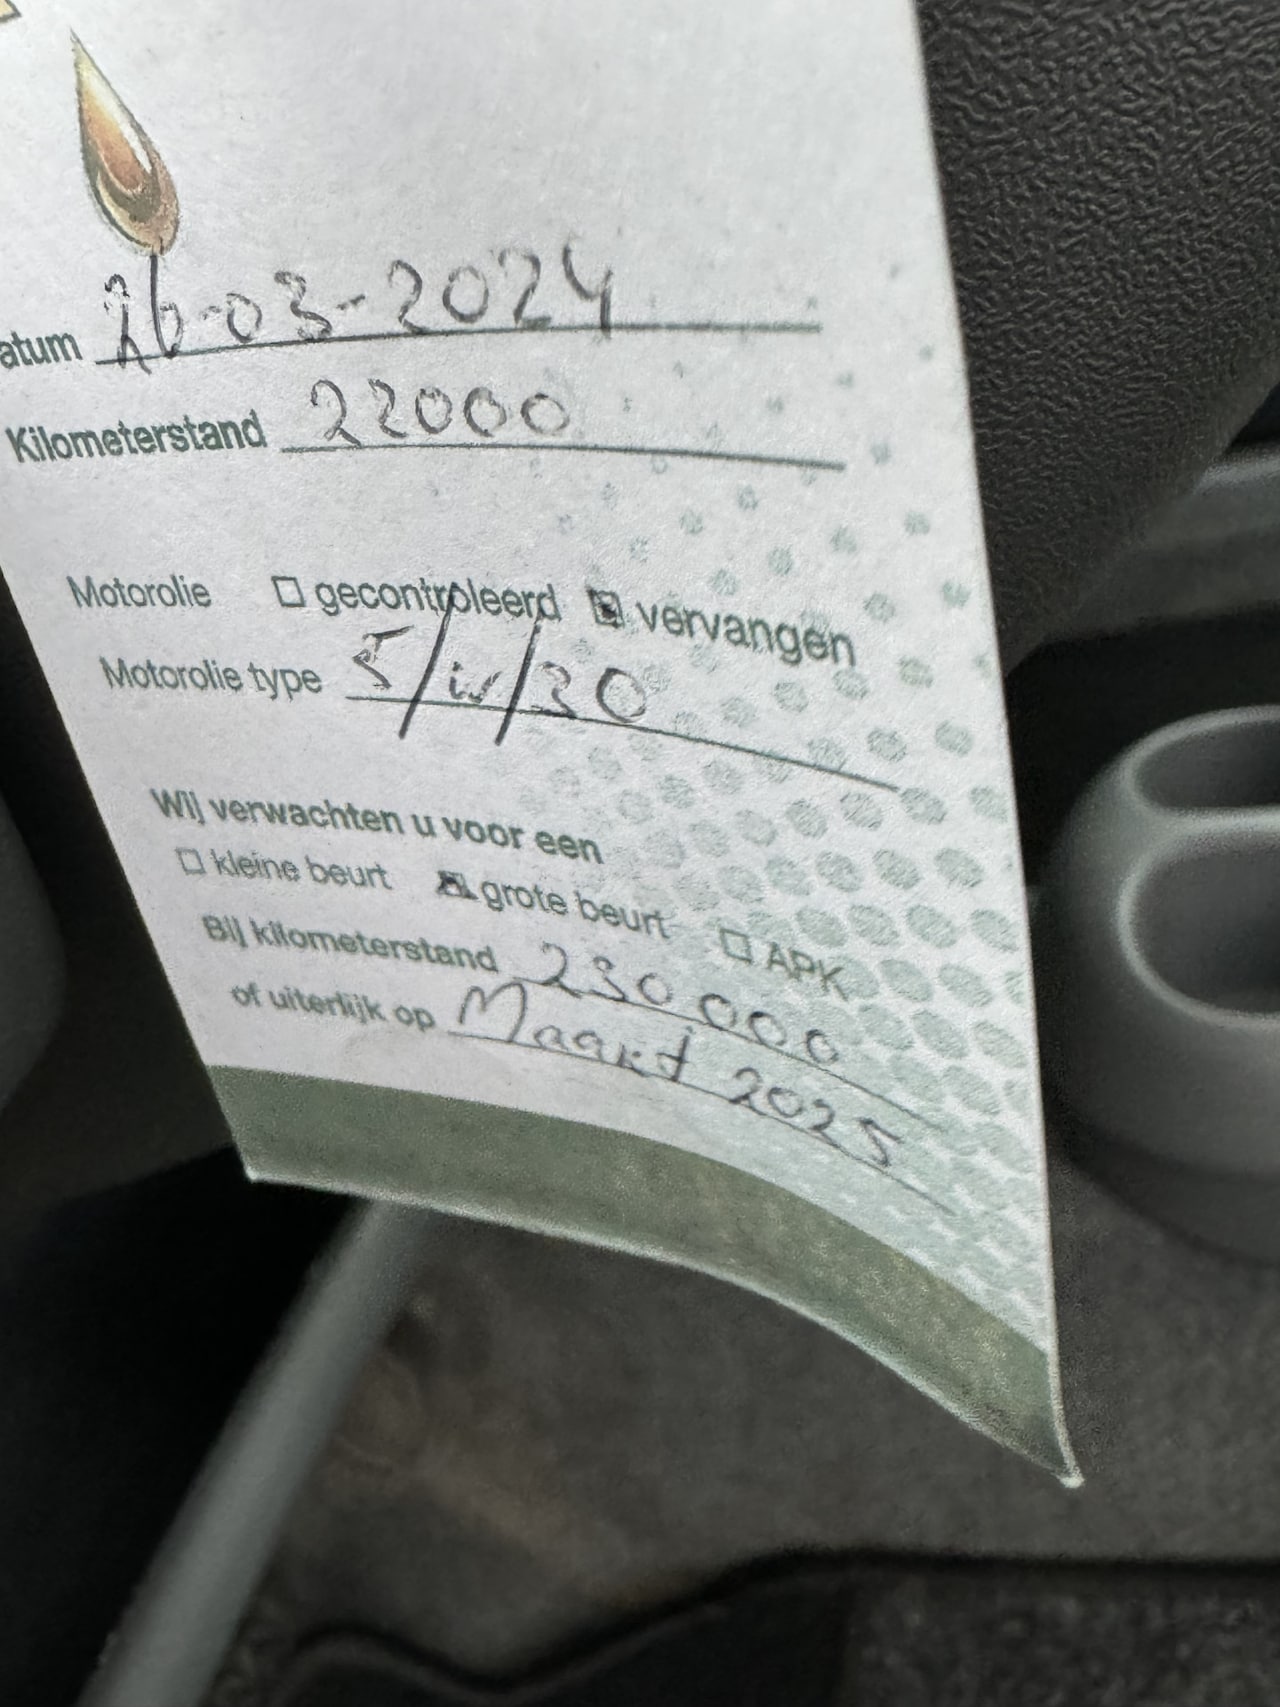 atum 26-03-2024
Kilometerstand 22000
Motorolie ☐ gecontroleerd ☒ vervangen
Motorolie type 5/w/30
Wij verwachten u voor een
☐ kleine beurt ☒ grote beurt ☐ APK
Bij kilometerstand 230000
of uiterlijk op Maart 2025